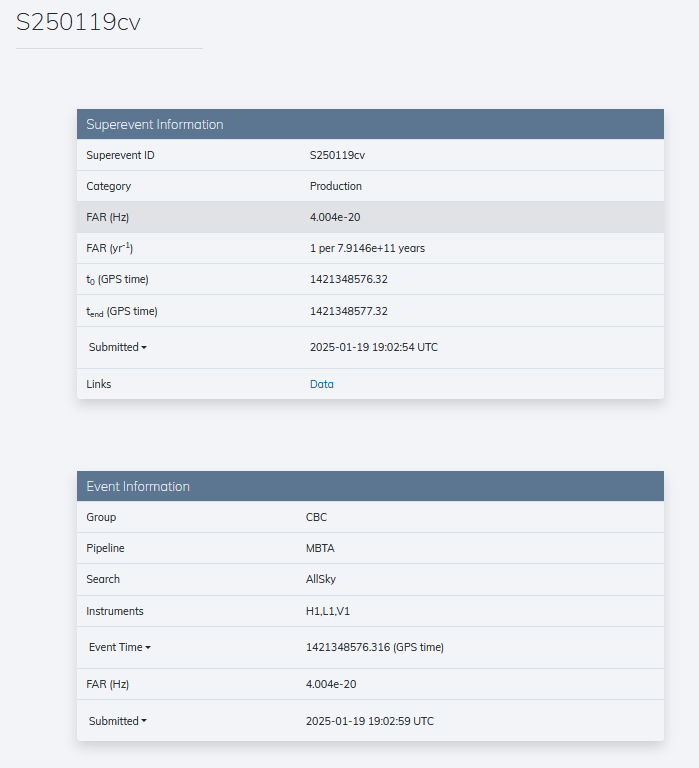 S250119cv
Superevent Information
Superevent ID S250119cv
Category Production
FAR (Hz) 4.004e-20
FAR (yr⁻¹) 1 per 7.9146e+11 years
t₀ (GPS time) 1421348576.32
tend (GPS time) 1421348577.32
Submitted 2025-01-19 19:02:54 UTC
Links Data
Event Information
Group CBC
Pipeline MBTA
Search AllSky
Instruments H1,L1,V1
Event Time 1421348576.316 (GPS time)
FAR (Hz) 4.004e-20
Submitted 2025-01-19 19:02:59 UTC